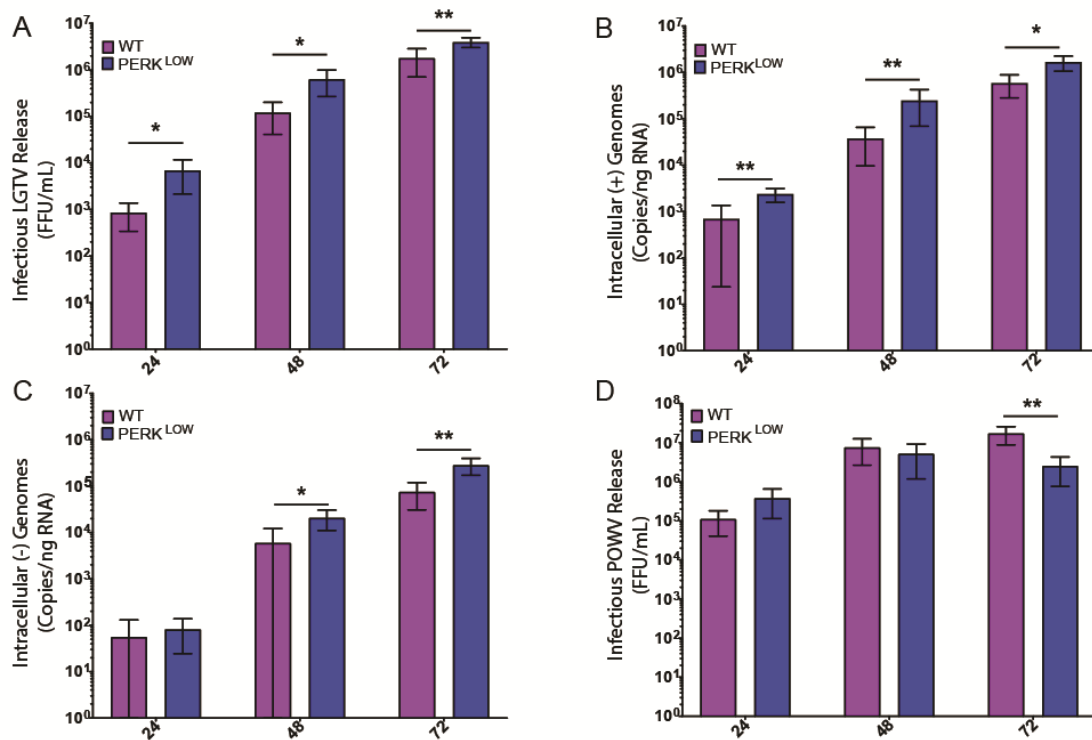 A
Infectious LGTV Release
(FFU/mL)
10⁷
10⁶
10⁵
10⁴
10³
10²
10¹
10⁰
WT
PERK LOW
*
*
**
24
48
72
B
Intracellular (+) Genomes
(Copies/ng RNA)
10⁷
10⁶
10⁵
10⁴
10³
10²
10¹
10⁰
WT
PERK LOW
**
**
*
24
48
72
C
Intracellular (-) Genomes
(Copies/ng RNA)
10⁷
10⁶
10⁵
10⁴
10³
10²
10¹
10⁰
WT
PERK LOW
*
**
24
48
72
D
Infectious POWV Release
(FFU/mL)
10⁸
10⁷
10⁶
10⁵
10⁴
10³
10²
10¹
10⁰
WT
PERK LOW
**
24
48
72